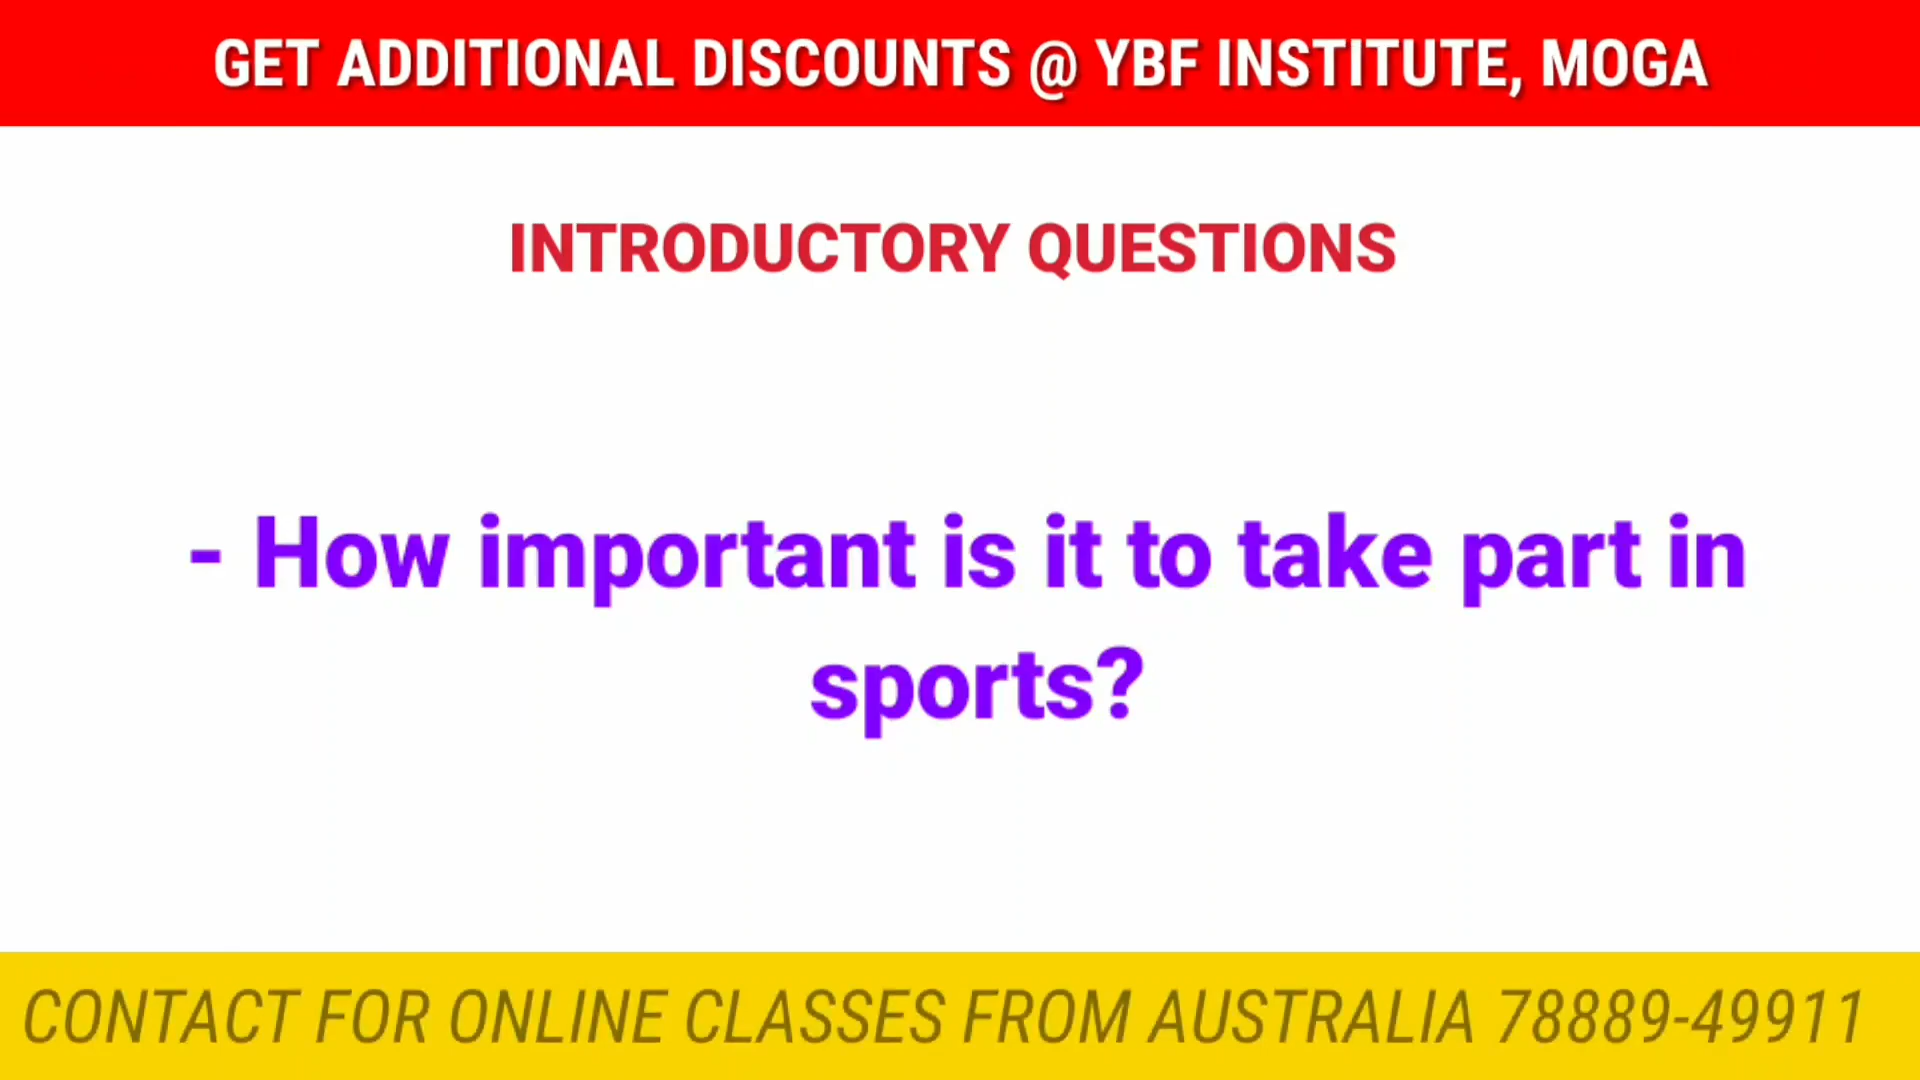 GET ADDITIONAL DISCOUNTS @ YBF INSTITUTE, MOGA
INTRODUCTORY QUESTIONS
- How important is it to take part in
sports?
CONTACT FOR ONLINE CLASSES FROM AUSTRALIA 78889-49911